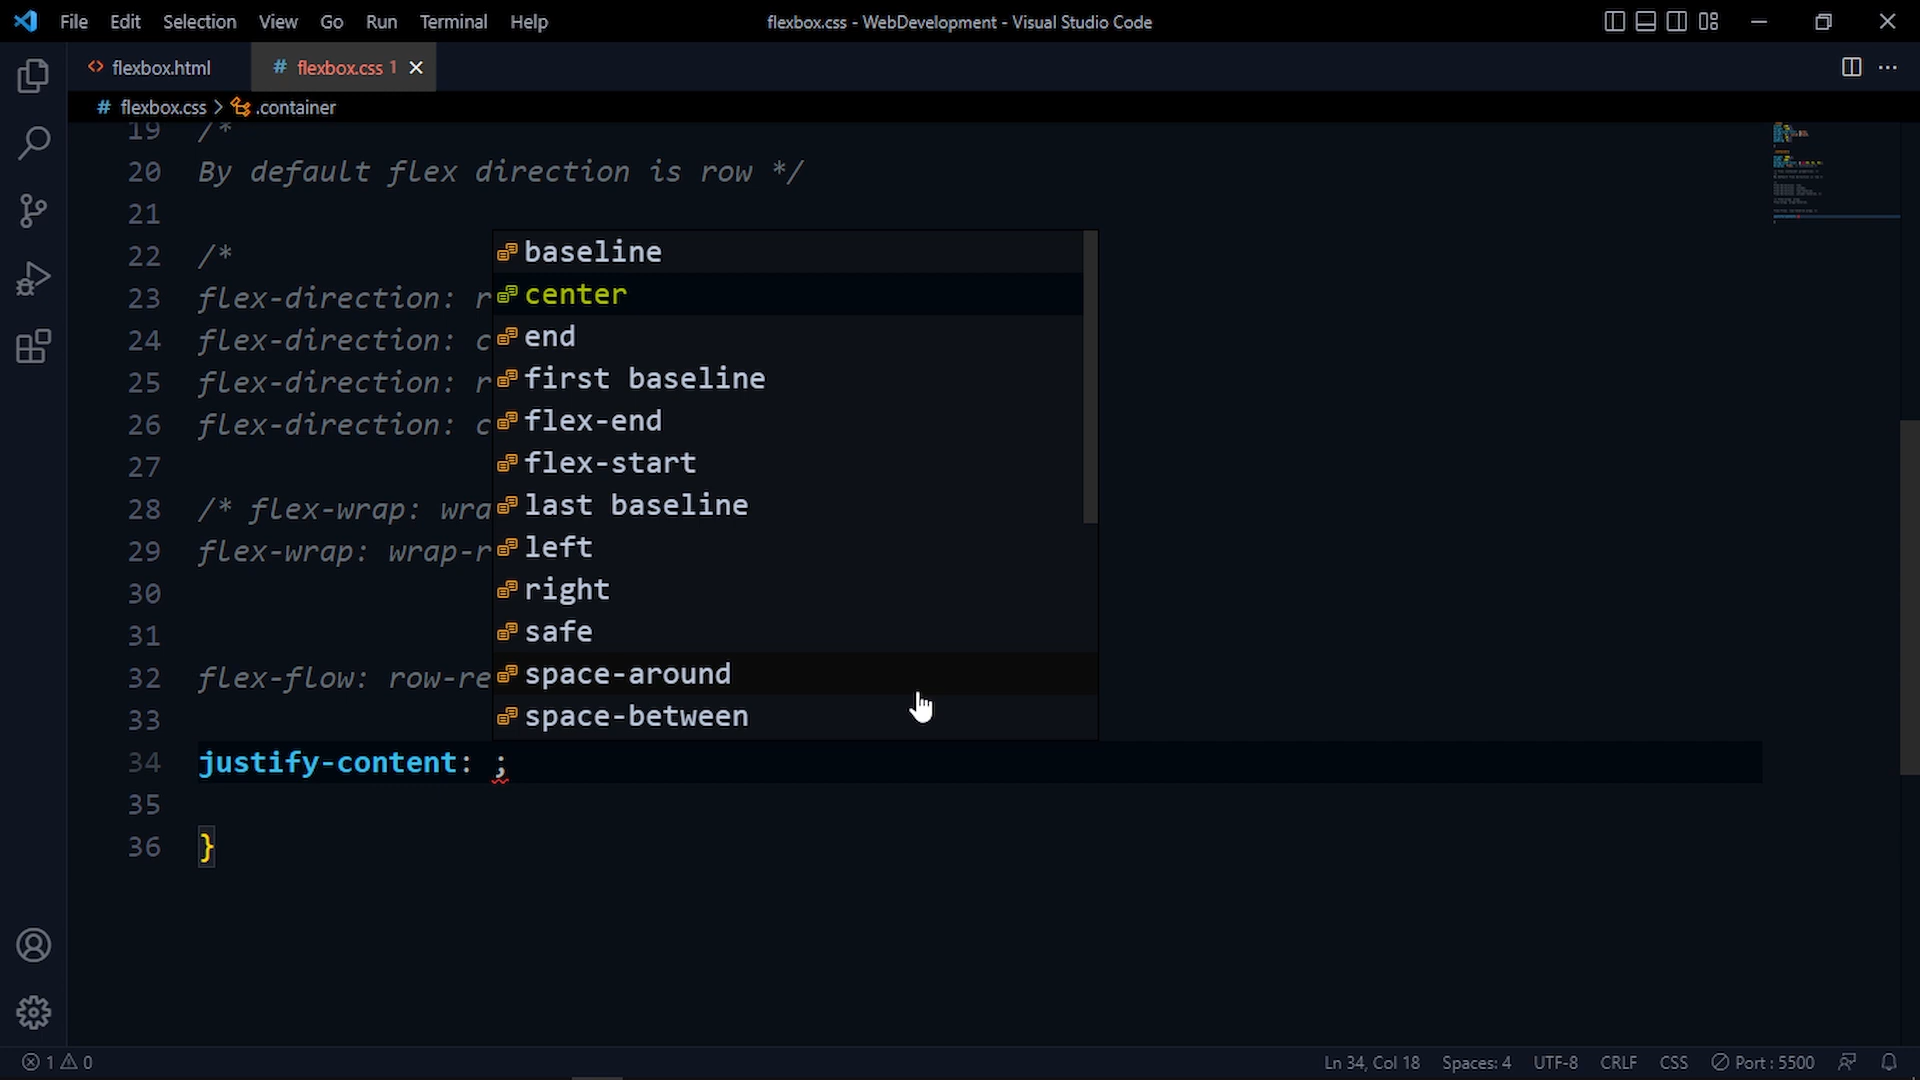 File Edit Selection View Go Run Terminal Help
flexbox.css - WebDevelopment - Visual Studio Code
flexbox.html
# flexbox.css 1
# flexbox.css > .container
19 /*
20 By default flex direction is row */
21
22 /*
23 flex-direction: r
24 flex-direction: c
25 flex-direction: r
26 flex-direction: c
27
28 /* flex-wrap: wra
29 flex-wrap: wrap-r
30
31
32 flex-flow: row-re
33
34 justify-content: ;
35
36 }
baseline
center
end
first baseline
flex-end
flex-start
last baseline
left
right
safe
space-around
space-between
1 0
Ln 34, Col 18 Spaces: 4 UTF-8 CRLF CSS Port : 5500